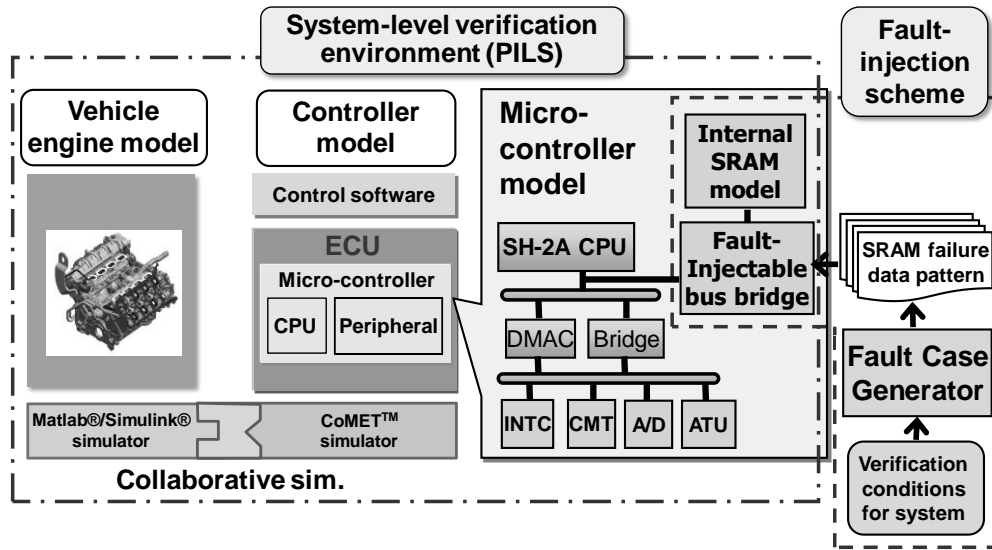 System-level verification
environment (PILS)
Fault-
injection
scheme
Vehicle
engine model
Controller
model
Control software
ECU
Micro-controller
CPU
Peripheral
Matlab®/Simulink®
simulator
CoMET™
simulator
Collaborative sim.
Micro-
controller
model
Internal
SRAM
model
SH-2A CPU
Fault-
Injectable
bus bridge
DMAC
Bridge
INTC
CMT
A/D
ATU
SRAM failure
data pattern
Fault Case
Generator
Verification
conditions
for system